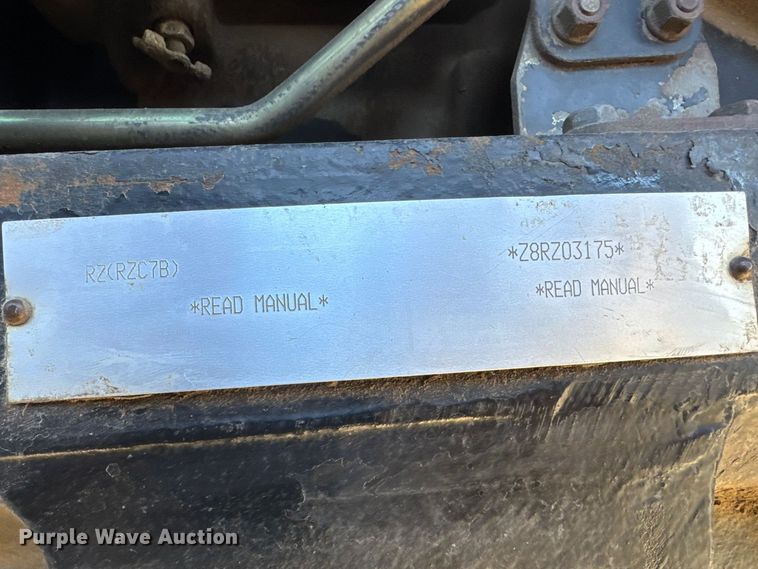 RZ(RZC7B)
*READ MANUAL*
*Z8RZ03175*
*READ MANUAL*
Purple Wave Auction